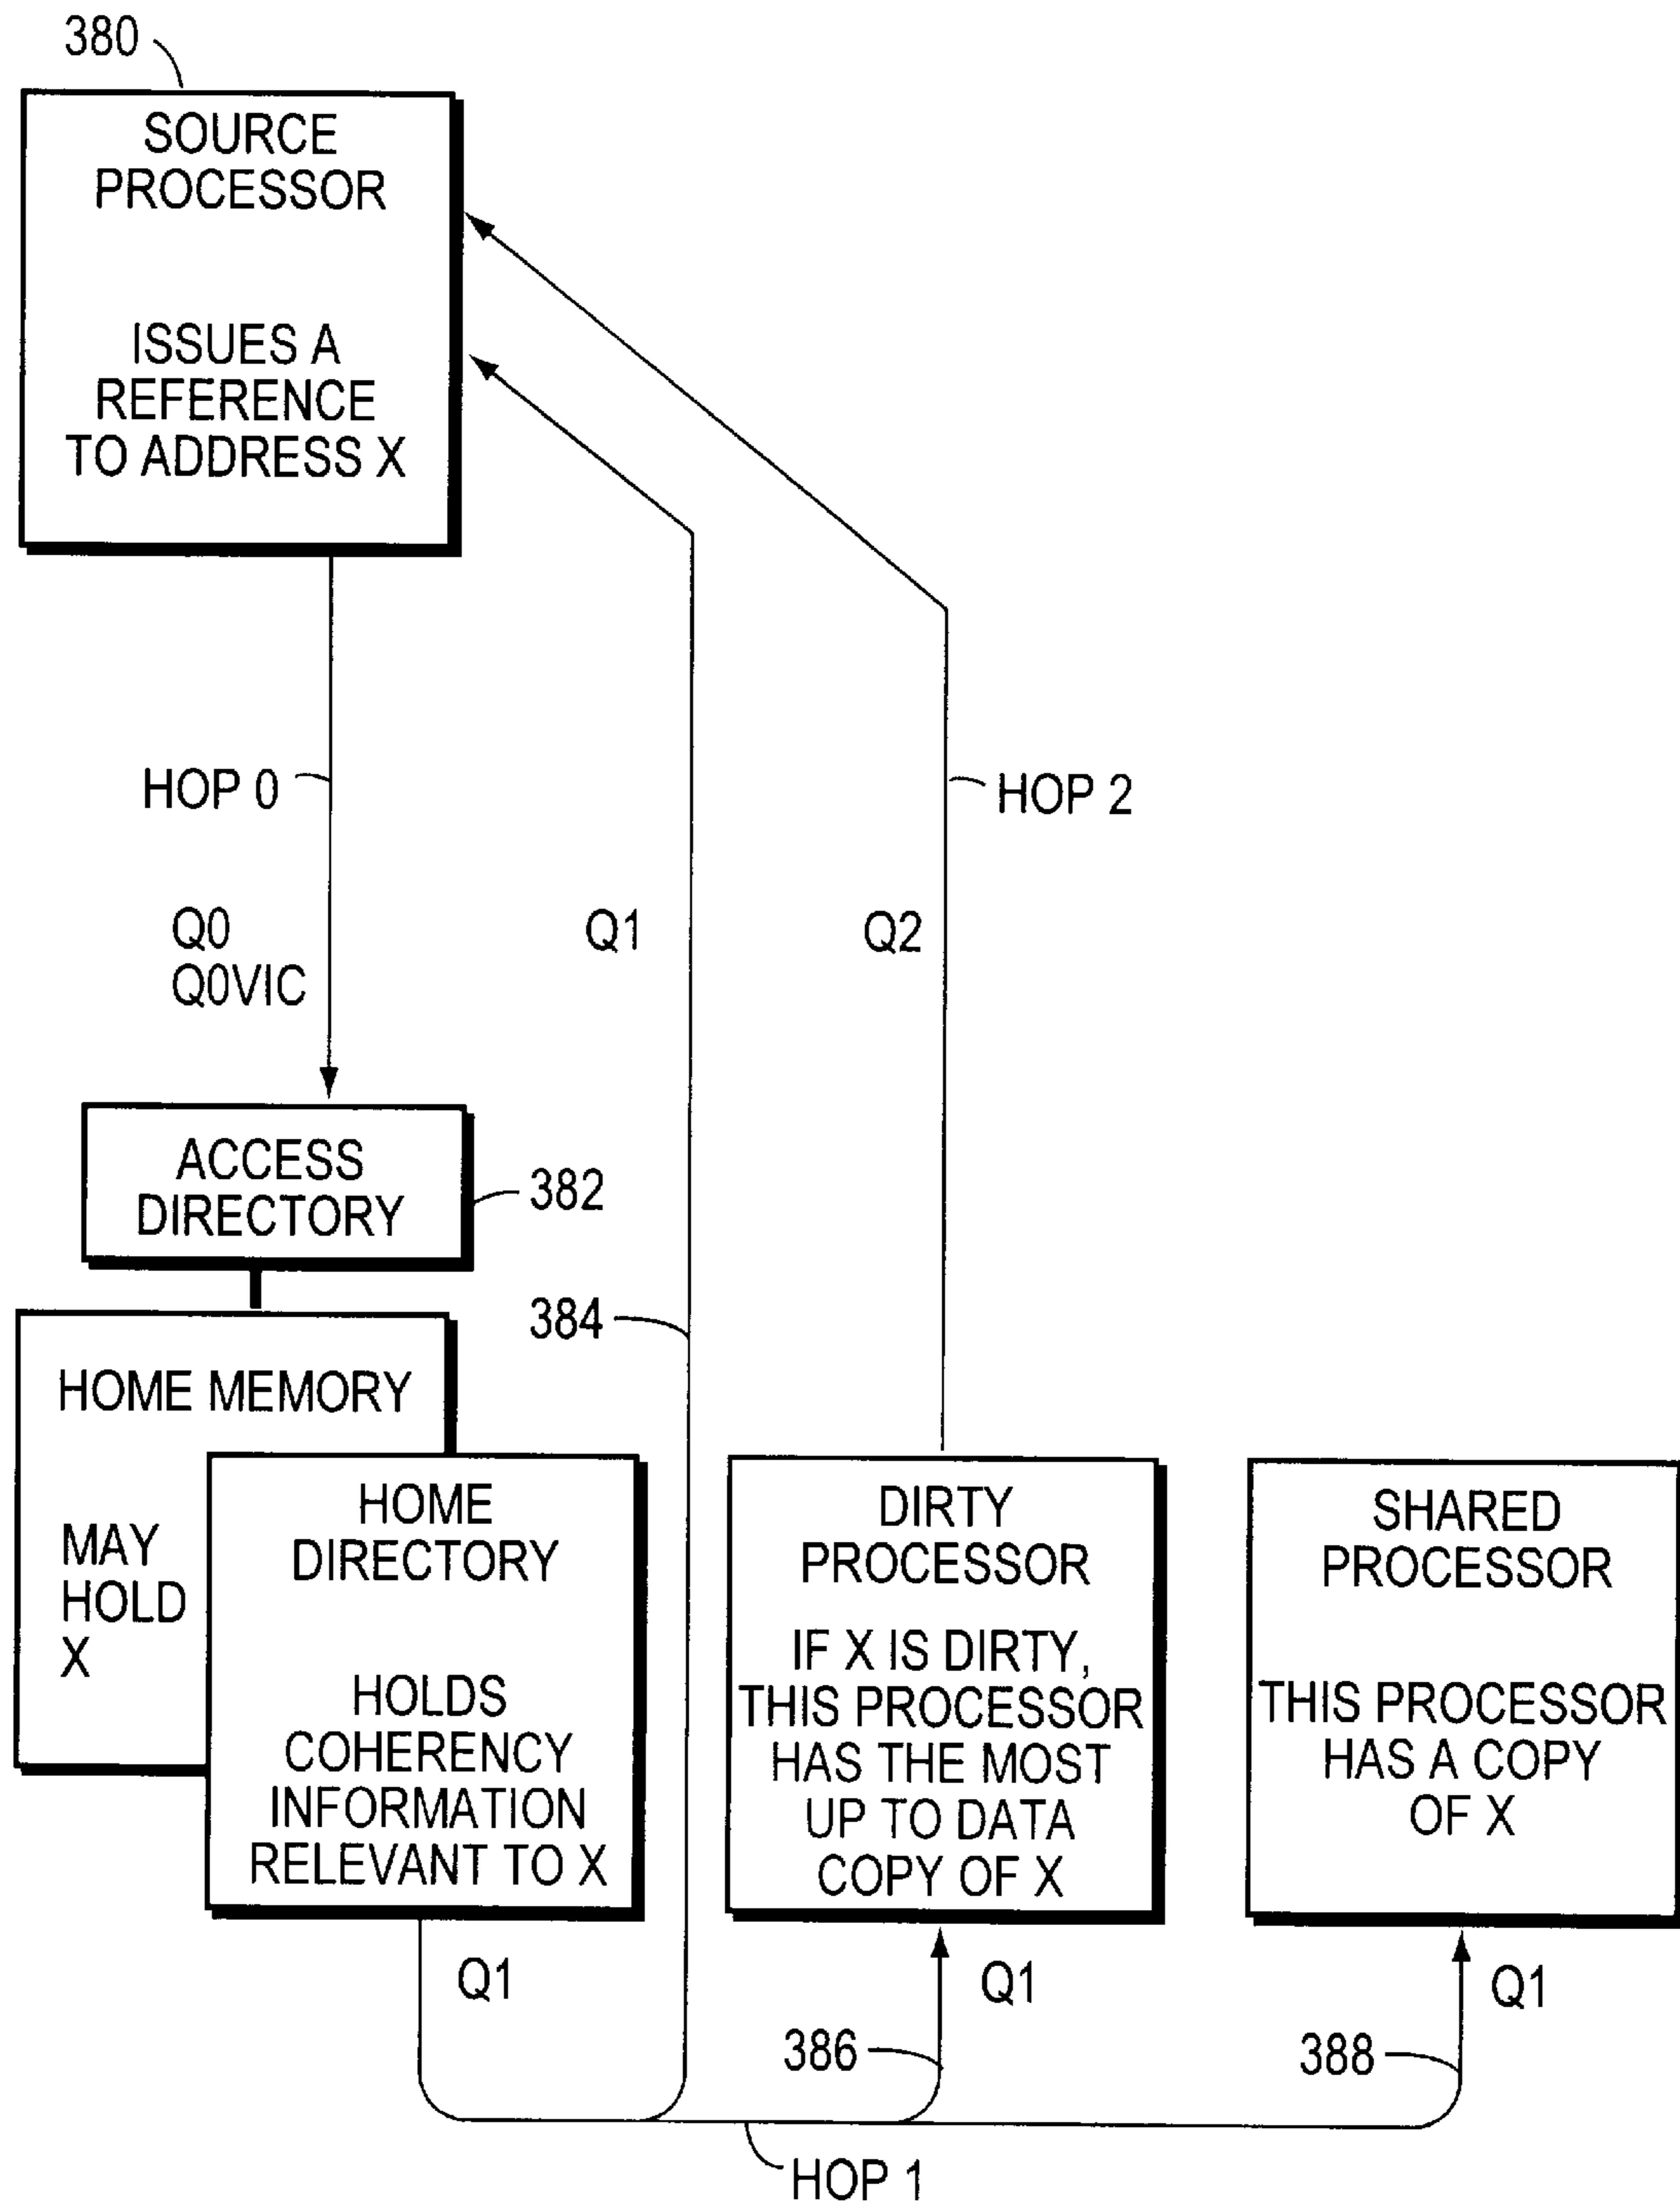 380
SOURCE
PROCESSOR
ISSUES A
REFERENCE
TO ADDRESS X
HOP 0
HOP 2
Q0
Q0VIC
Q1
Q2
ACCESS
DIRECTORY
382
384
HOME MEMORY
MAY
HOLD
X
HOME
DIRECTORY
HOLDS
COHERENCY
INFORMATION
RELEVANT TO X
DIRTY
PROCESSOR
IF X IS DIRTY,
THIS PROCESSOR
HAS THE MOST
UP TO DATA
COPY OF X
SHARED
PROCESSOR
THIS PROCESSOR
HAS A COPY
OF X
Q1
Q1
Q1
386
388
HOP 1